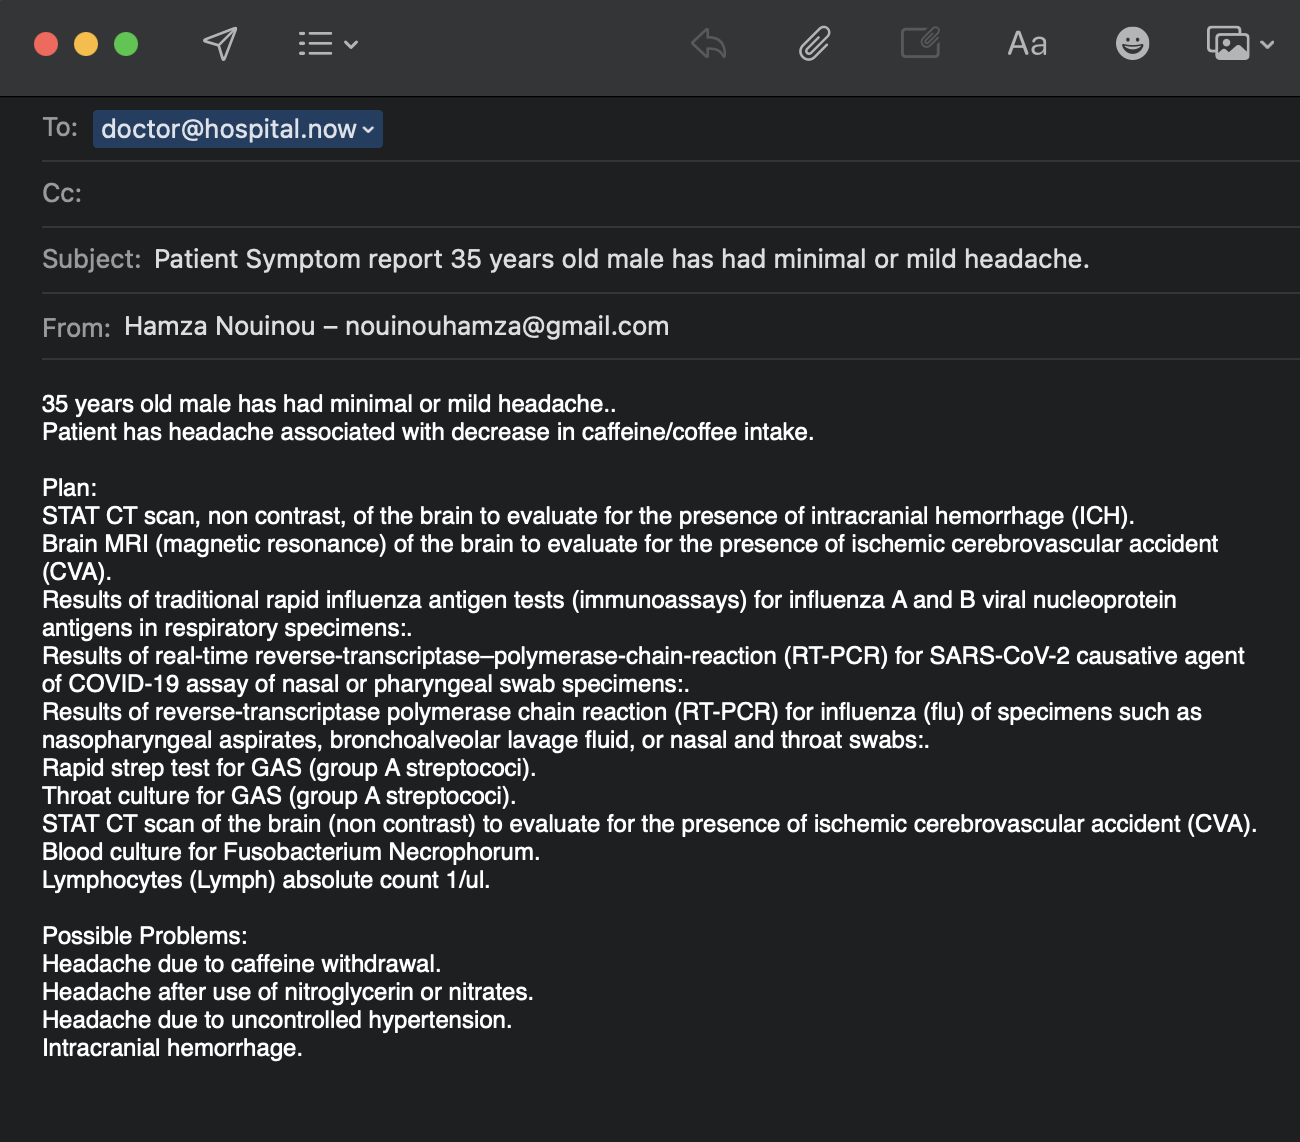 Aa
To: doctor@hospital.now
Cc:
Subject: Patient Symptom report 35 years old male has had minimal or mild headache.
From: Hamza Nouinou – nouinouhamza@gmail.com
35 years old male has had minimal or mild headache..
Patient has headache associated with decrease in caffeine/coffee intake.
Plan:
STAT CT scan, non contrast, of the brain to evaluate for the presence of intracranial hemorrhage (ICH).
Brain MRI (magnetic resonance) of the brain to evaluate for the presence of ischemic cerebrovascular accident
(CVA).
Results of traditional rapid influenza antigen tests (immunoassays) for influenza A and B viral nucleoprotein
antigens in respiratory specimens:.
Results of real-time reverse-transcriptase–polymerase-chain-reaction (RT-PCR) for SARS-CoV-2 causative agent
of COVID-19 assay of nasal or pharyngeal swab specimens:.
Results of reverse-transcriptase polymerase chain reaction (RT-PCR) for influenza (flu) of specimens such as
nasopharyngeal aspirates, bronchoalveolar lavage fluid, or nasal and throat swabs:.
Rapid strep test for GAS (group A streptococi).
Throat culture for GAS (group A streptococi).
STAT CT scan of the brain (non contrast) to evaluate for the presence of ischemic cerebrovascular accident (CVA).
Blood culture for Fusobacterium Necrophorum.
Lymphocytes (Lymph) absolute count 1/ul.
Possible Problems:
Headache due to caffeine withdrawal.
Headache after use of nitroglycerin or nitrates.
Headache due to uncontrolled hypertension.
Intracranial hemorrhage.